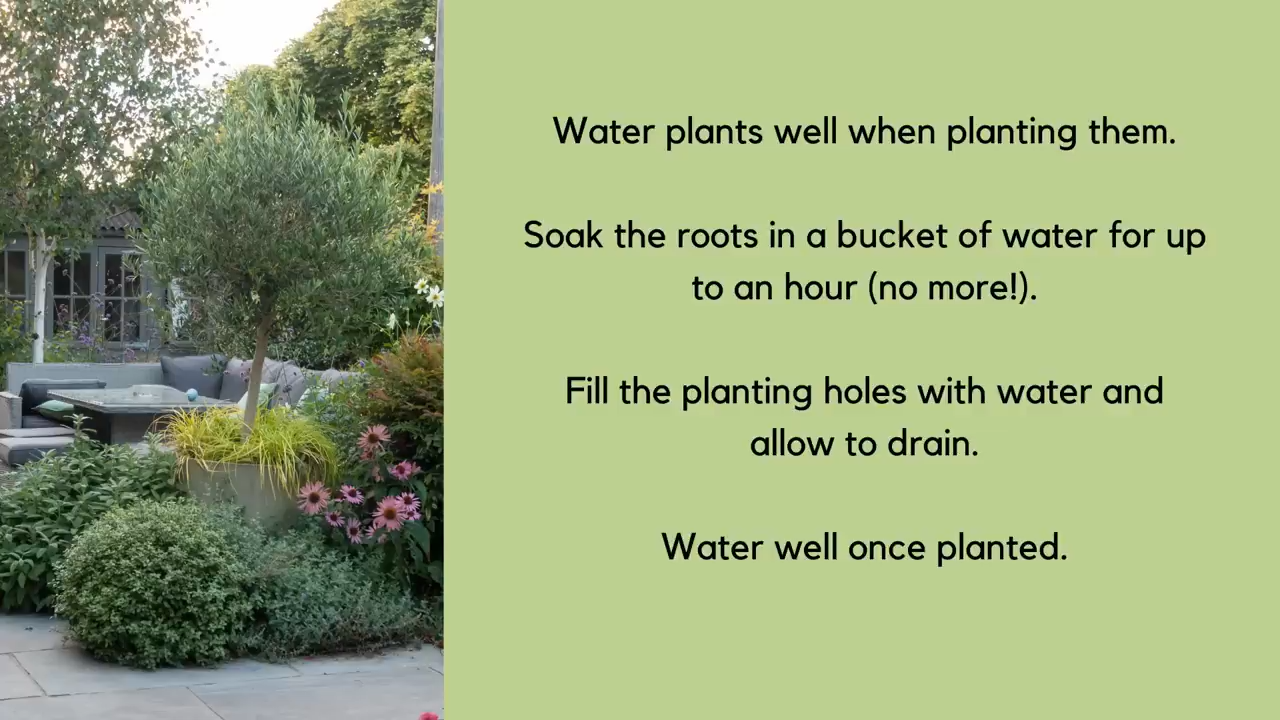 Water plants well when planting them.
Soak the roots in a bucket of water for up
to an hour (no more!).
Fill the planting holes with water and
allow to drain.
Water well once planted.